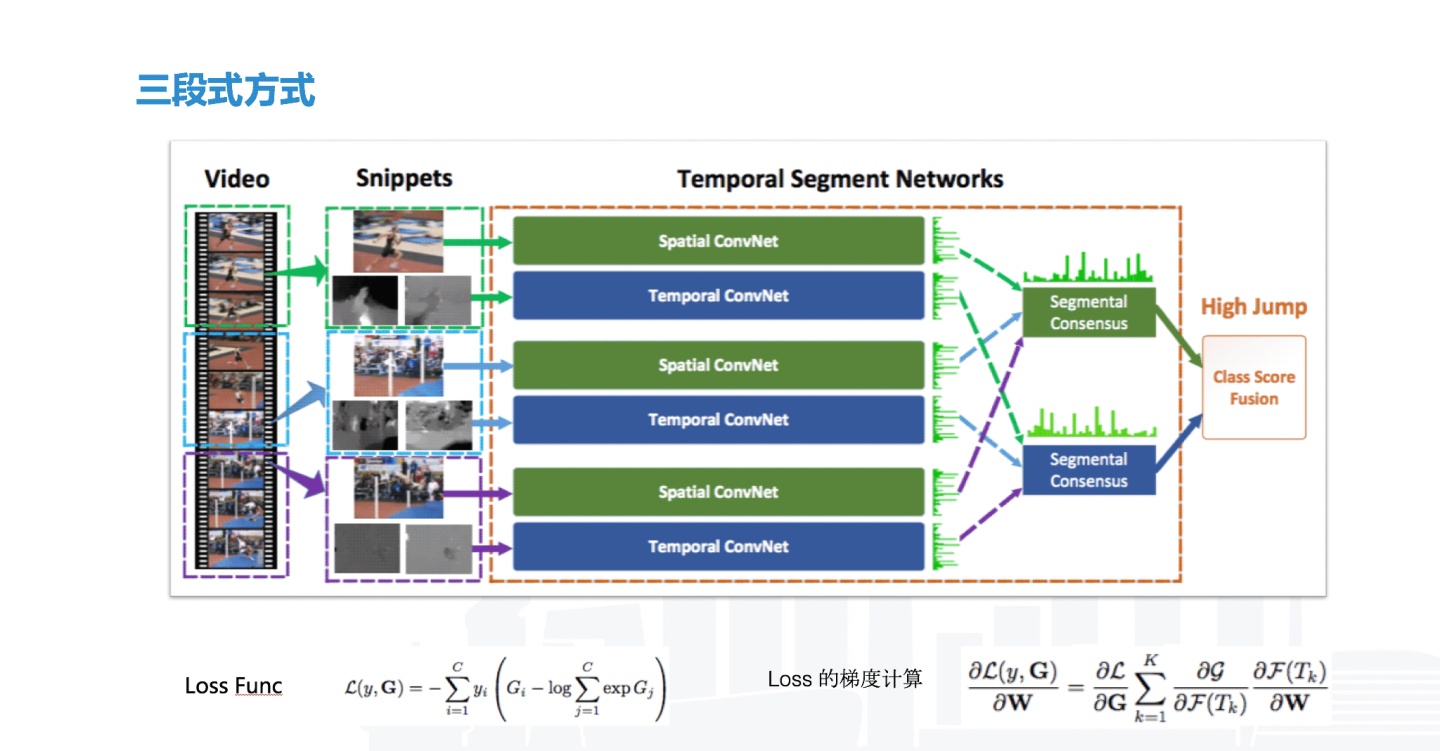 三段式方式
Video
Snippets
Temporal Segment Networks
Spatial ConvNet
Temporal ConvNet
Spatial ConvNet
Temporal ConvNet
Spatial ConvNet
Temporal ConvNet
Segmental
Consensus
Segmental
Consensus
High Jump
Class Score
Fusion
Loss Func
$\mathcal{L}(y, \mathbf{G}) = -\sum_{i=1}^{C} y_i \left( G_i - \log \sum_{j=1}^{C} \exp G_j \right)$
Loss 的梯度计算
$\frac{\partial \mathcal{L}(y, \mathbf{G})}{\partial \mathbf{W}} = \frac{\partial \mathcal{L}}{\partial \mathbf{G}} \sum_{k=1}^{K} \frac{\partial \mathcal{G}}{\partial \mathcal{F}(T_k)} \frac{\partial \mathcal{F}(T_k)}{\partial \mathbf{W}}$